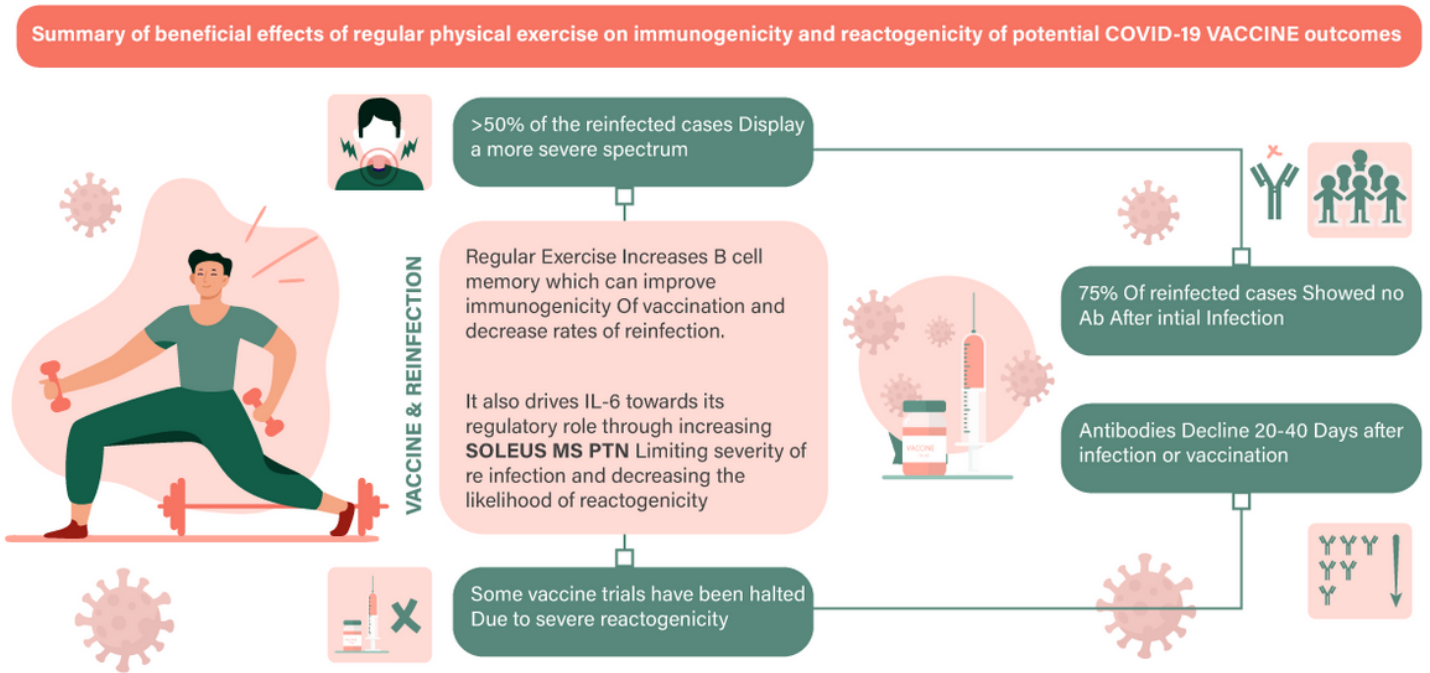 Summary of beneficial effects of regular physical exercise on immunogenicity and reactogenicity of potential COVID-19 VACCINE outcomes
>50% of the reinfected cases Display
a more severe spectrum
VACCINE & REINFECTION
Regular Exercise Increases B cell
memory which can improve
immunogenicity Of vaccination and
decrease rates of reinfection.
It also drives IL-6 towards its
regulatory role through increasing
SOLEUS MS PTN Limiting severity of
re infection and decreasing the
likelihood of reactogenicity
Some vaccine trials have been halted
Due to severe reactogenicity
VACCINE
75% Of reinfected cases Showed no
Ab After intial Infection
Antibodies Decline 20-40 Days after
infection or vaccination